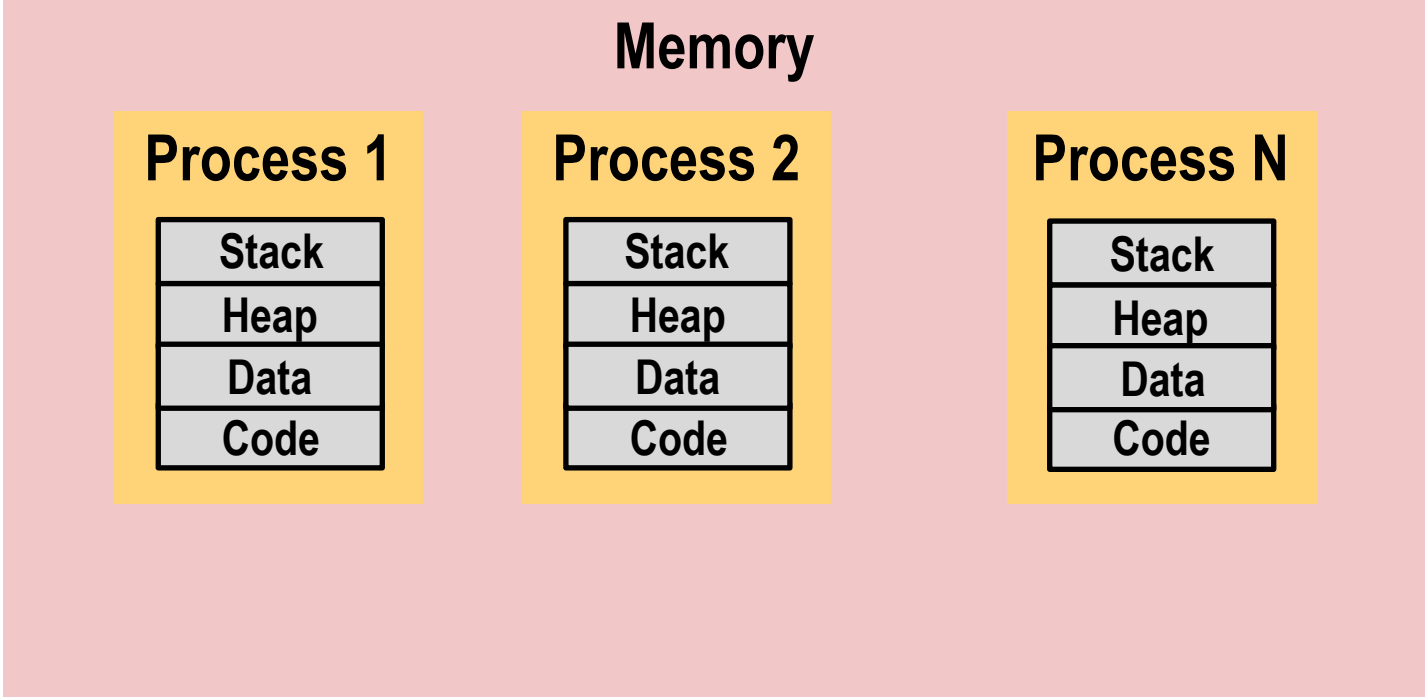 Memory
Process 1
Stack
Heap
Data
Code
Process 2
Stack
Heap
Data
Code
Process N
Stack
Heap
Data
Code